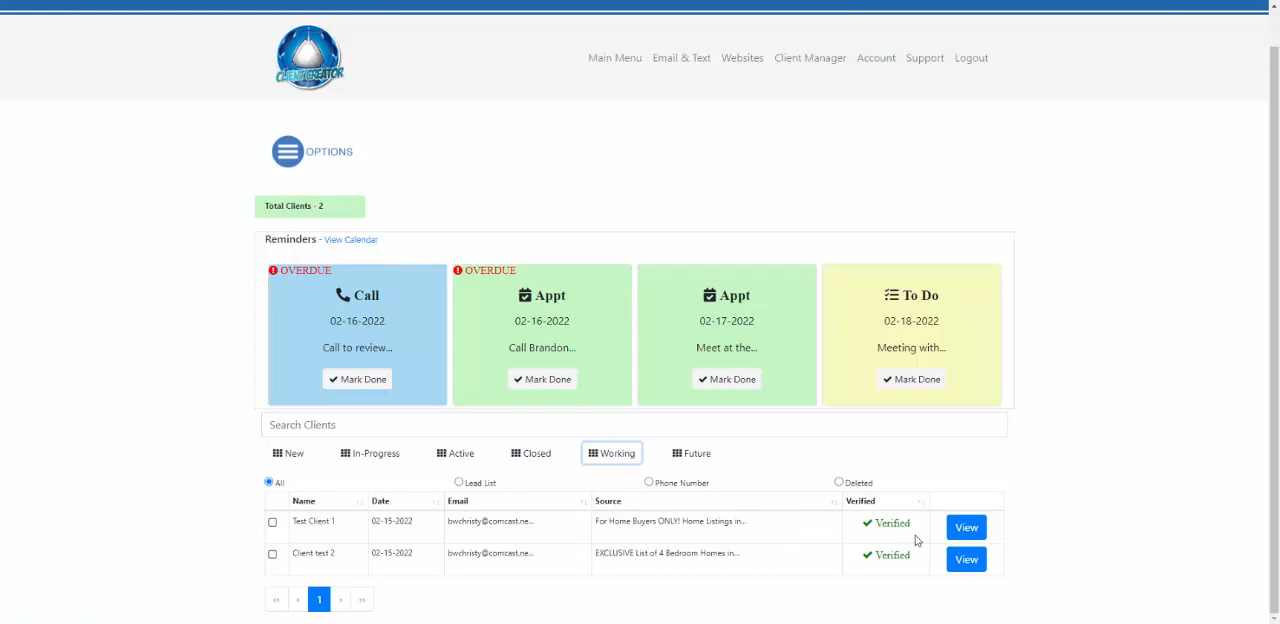 CLIENT CREATOR
Main Menu Email & Text Websites Client Manager Account Support Logout
OPTIONS
Total Clients - 2
Reminders - View Calendar
OVERDUE
Call
02-16-2022
Call to review...
Mark Done
OVERDUE
Appt
02-16-2022
Call Brandon...
Mark Done
Appt
02-17-2022
Meet at the...
Mark Done
To Do
02-18-2022
Meeting with...
Mark Done
Search Clients
New In-Progress Active Closed Working Future
All Lead List Phone Number Deleted
Name Date Email Source Verified
Test Client 1 02-15-2022 bwchristy@comcast.ne... For Home Buyers ONLY! Home Listings in... Verified View
Client test 2 02-15-2022 bwchristy@comcast.ne... EXCLUSIVE List of 4 Bedroom Homes in... Verified View
« ‹ 1 › »